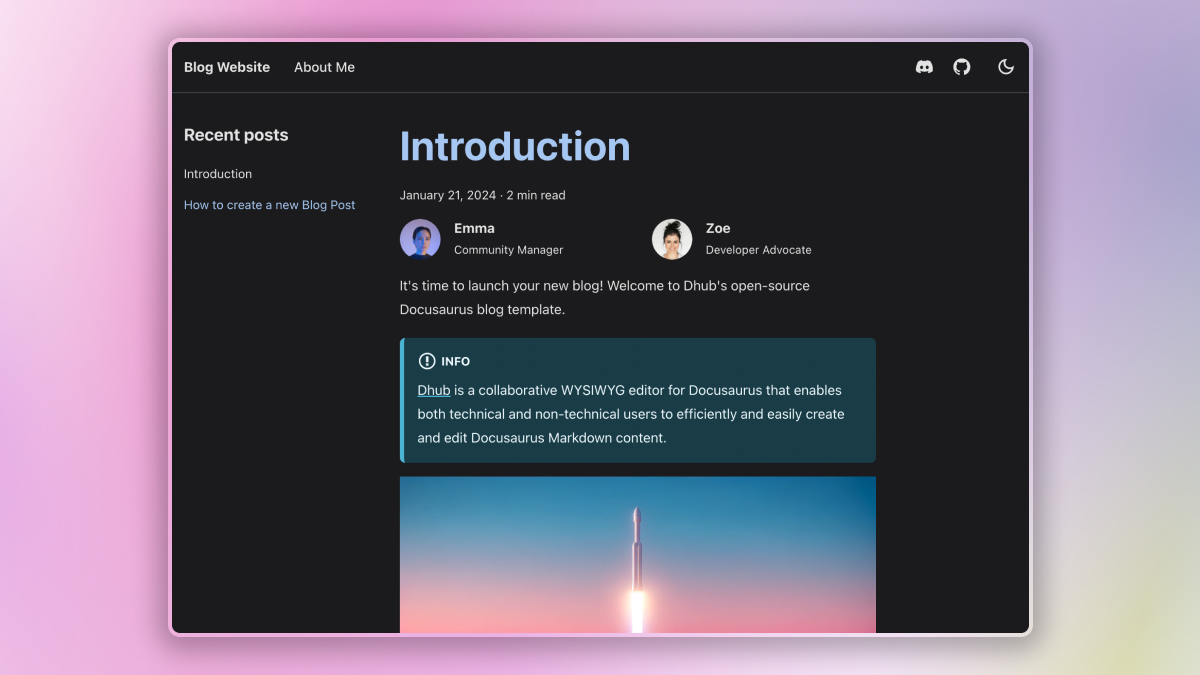 Blog Website
About Me
Recent posts
Introduction
How to create a new Blog Post
Introduction
January 21, 2024 · 2 min read
Emma
Community Manager
Zoe
Developer Advocate
It's time to launch your new blog! Welcome to Dhub's open-source
Docusaurus blog template.
INFO
Dhub is a collaborative WYSIWYG editor for Docusaurus that enables
both technical and non-technical users to efficiently and easily create
and edit Docusaurus Markdown content.